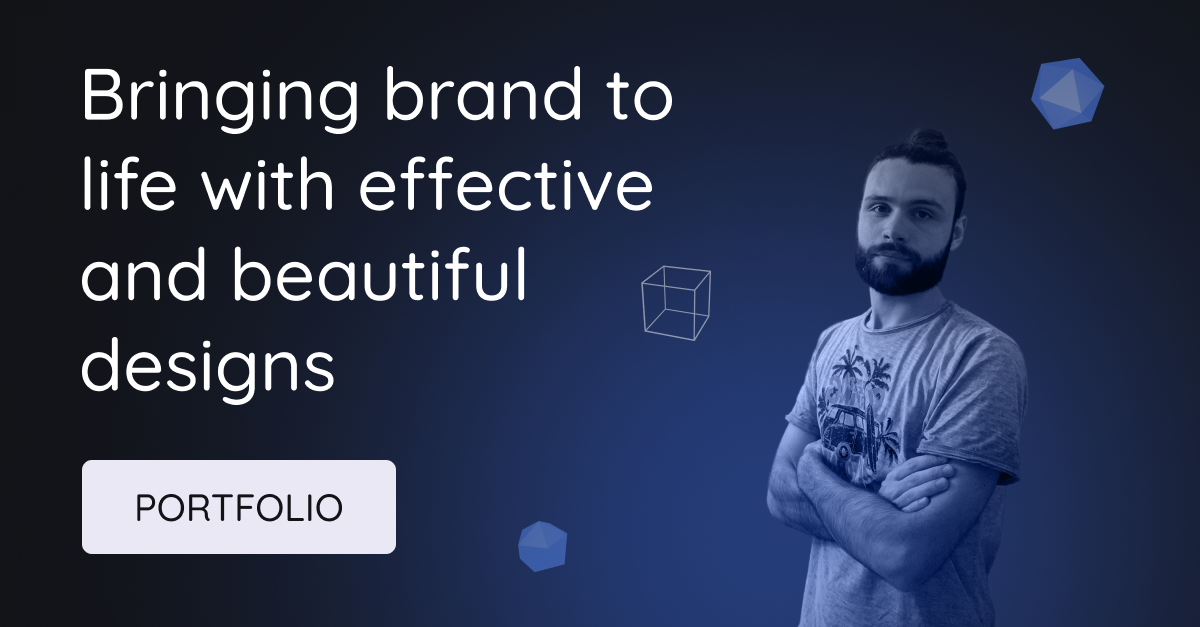 Bringing brand to
life with effective
and beautiful
designs
PORTFOLIO